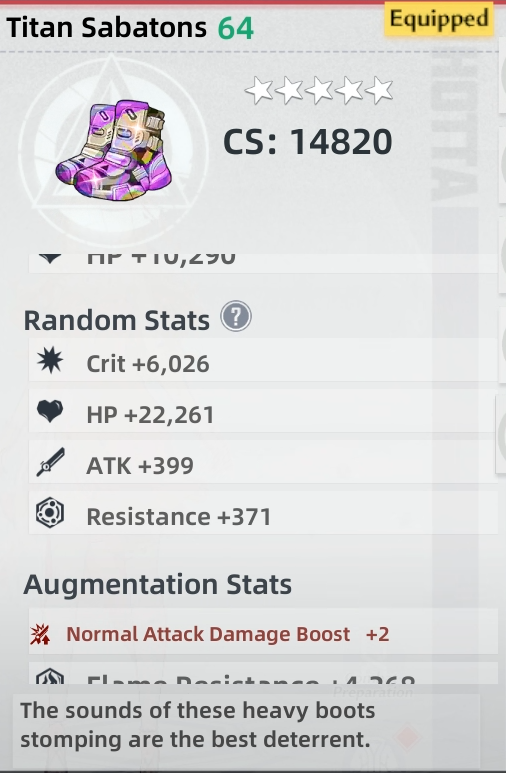 Titan Sabatons 64
Equipped
CS: 14820
HP +10,290
Random Stats ?
Crit +6,026
HP +22,261
ATK +399
Resistance +371
Augmentation Stats
Normal Attack Damage Boost +2
Flame Resistance +4,268
Preparation
The sounds of these heavy boots
stomping are the best deterrent.
HOTTA